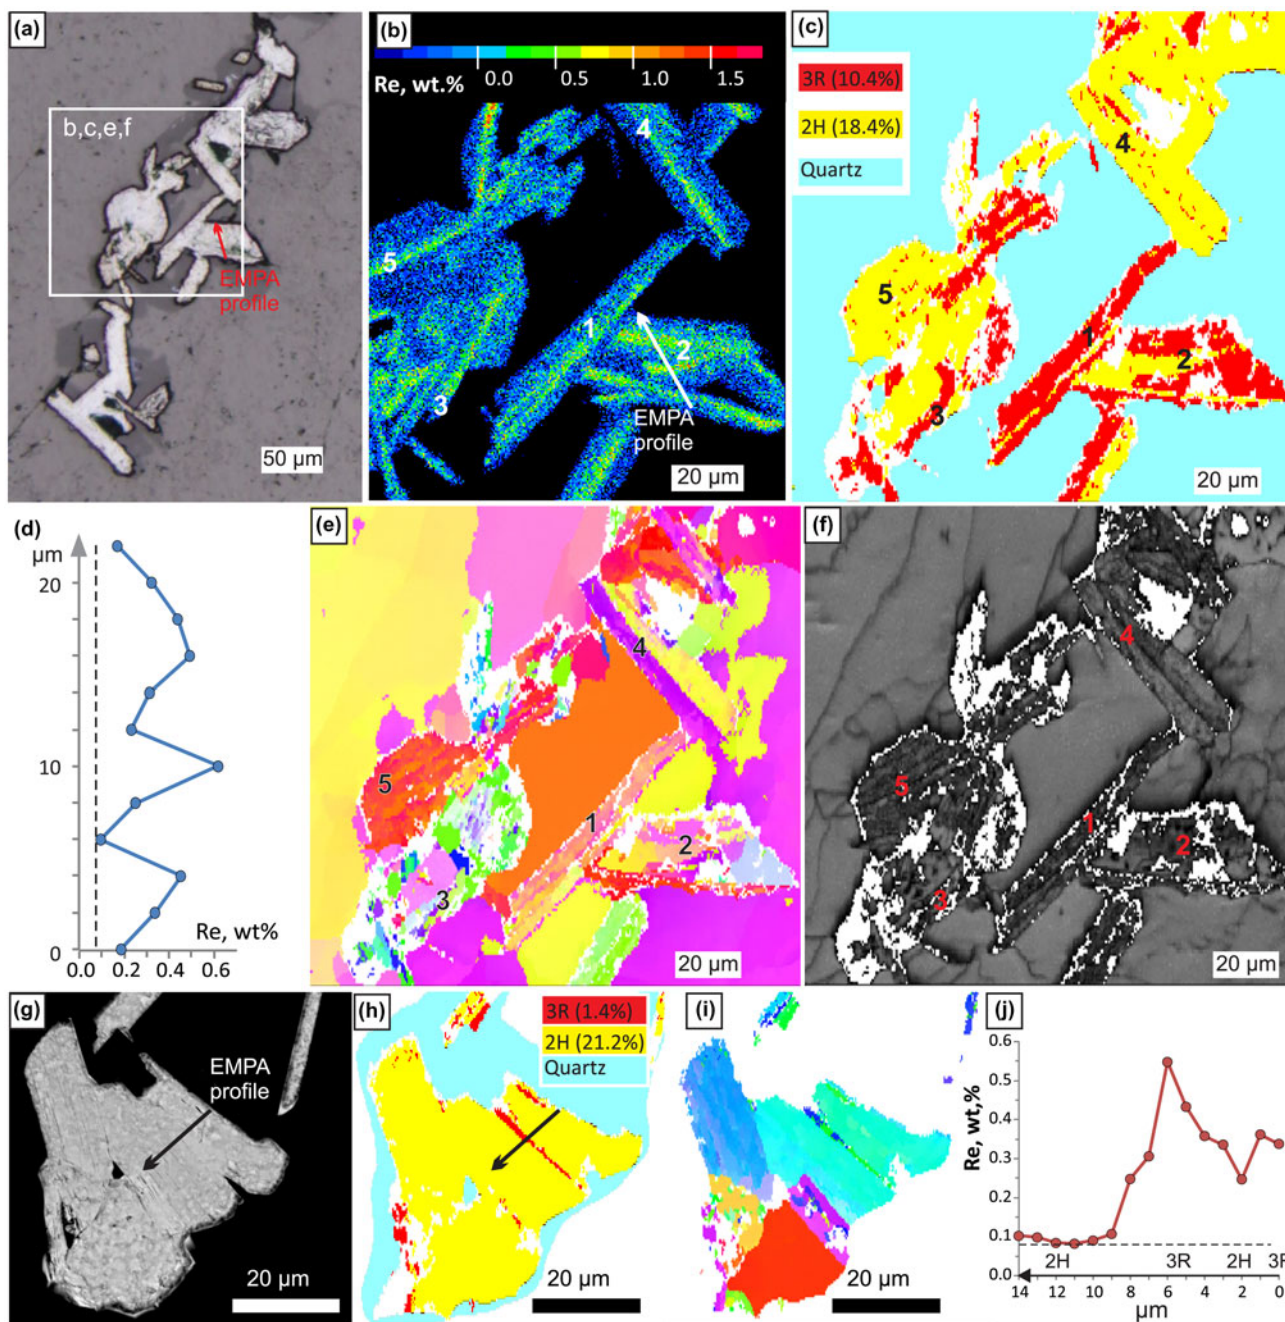 (a)
b,c,e,f
EMPA
profile
50 µm
(b)
0.0
0.5
1.0
1.5
Re, wt.%
4
5
1
2
3
EMPA
profile
20 µm
(c)
3R (10.4%)
2H (18.4%)
Quartz
4
5
1
2
3
20 µm
(d)
µm
20
10
0
Re, wt%
0.0 0.2 0.4 0.6
(e)
4
5
1
2
3
20 µm
(f)
4
5
1
2
3
20 µm
(g)
EMPA
profile
20 µm
(h)
3R (1.4%)
2H (21.2%)
Quartz
20 µm
(i)
20 µm
(j)
Re, wt,%
0.6
0.5
0.4
0.3
0.2
0.1
0.0
2H
3R
2H
3R
14 12 10 8 6 4 2 0
µm